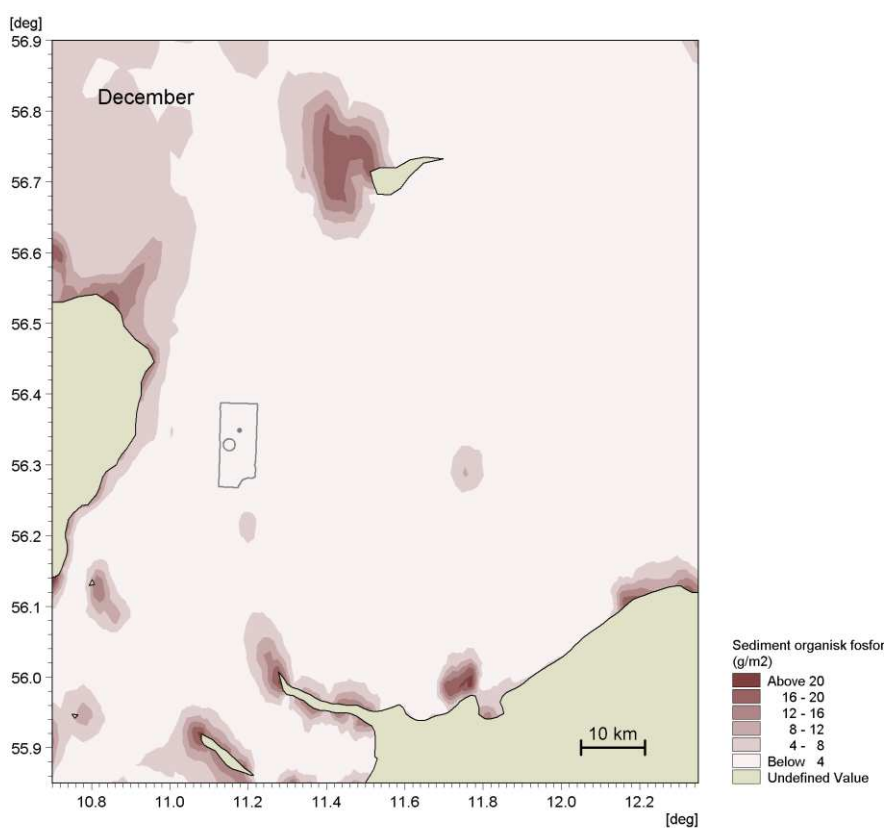 [deg]
56.9
December
56.8
56.7
56.6
56.5
56.4
56.3
56.2
56.1
56.0
55.9
10.8 11.0 11.2 11.4 11.6 11.8 12.0 12.2
[deg]
10 km
Sediment organisk fosfor
(g/m2)
Above 20
16 - 20
12 - 16
8 - 12
4 - 8
Below 4
Undefined Value